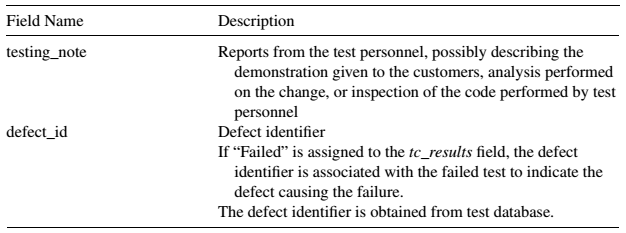 Field Name Description
testing_note Reports from the test personnel, possibly describing the
demonstration given to the customers, analysis performed
on the change, or inspection of the code performed by test
personnel
defect_id Defect identifier
If “Failed” is assigned to the tc_results field, the defect
identifier is associated with the failed test to indicate the
defect causing the failure.
The defect identifier is obtained from test database.